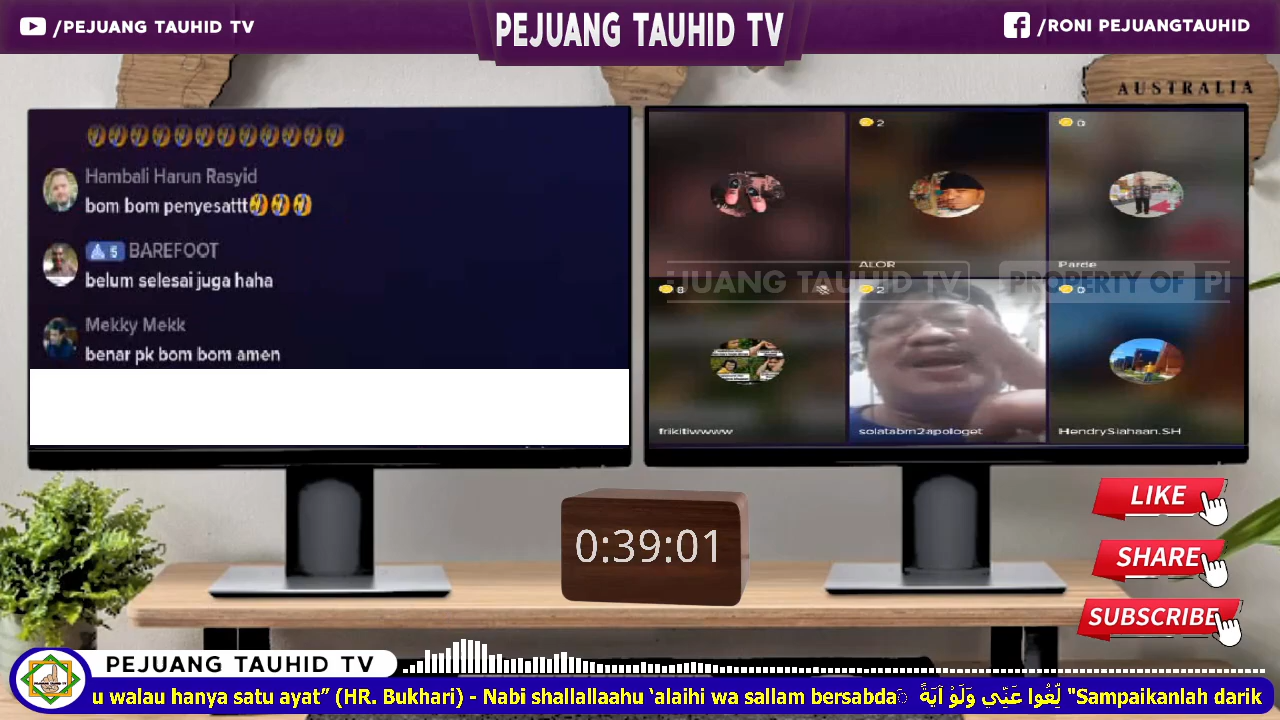 /PEJUANG TAUHID TV
PEJUANG TAUHID TV
/RONI PEJUANGTAUHID
AUSTRALIA
Hambali Harun Rasyid
bom bom penyesattt🤣🤣🤣
5 BAREFOOT
belum selesai juga haha
Mekky Mekk
benar pk bom bom amen
2
0
ALOR
Parde
JUANG TAUHID TV
PROPERTY OF PI
8
2
0
frikitiwwww
solatabm2apologet
HendrySiahaan.SH
0:39:01
LIKE
SHARE
SUBSCRIBE
PEJUANG TAUHID TV
u walau hanya satu ayat” (HR. Bukhari) - Nabi shallallaahu ‘alaihi wa sallam bersabda لِّغُوا عَنِّي وَلَوْ آيَةً "Sampaikanlah darik